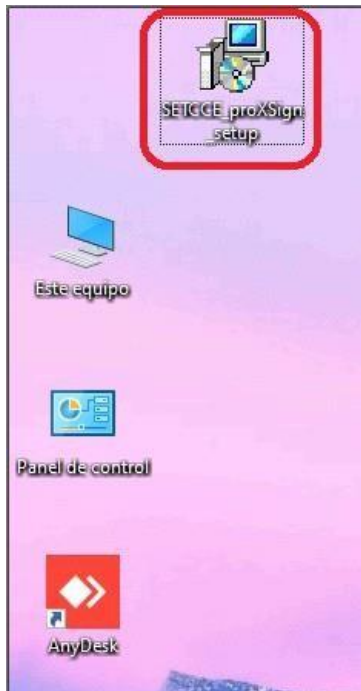 SETCCE_proXSign
_setup
Este equipo
Panel de control
AnyDesk